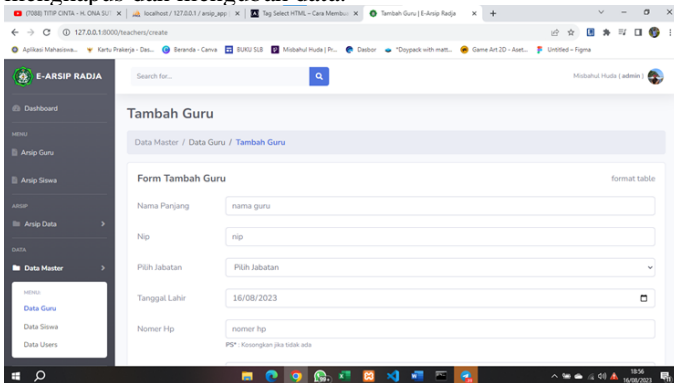 menghapus dan mengubah data.
(7088) TITIP CINTA - H. ONA SU
localhost / 127.0.0.1 / arsip_app
Tag Select HTML – Cara Membu
Tambah Guru | E-Arsip Radja
127.0.0.1:8000/teachers/create
Aplikasi Mahasiswa...
Kartu Prakerja - Das...
Beranda - Canva
BUKU SLB
Misbahul Huda | Pr...
Dasbor
"Doypack with matt...
Game Art 2D - Aset...
Untitled – Figma
E-ARSIP RADJA
Search for...
Misbahul Huda ( admin )
Dashboard
Tambah Guru
MENU
Data Master / Data Guru / Tambah Guru
Arsip Guru
Arsip Siswa
Form Tambah Guru
format table
ARSIP
Nama Panjang
nama guru
Arsip Data
Nip
nip
DATA
Data Master
Pilih Jabatan
Pilih Jabatan
MENU:
Tanggal Lahir
16/08/2023
Data Guru
Data Siswa
Nomer Hp
nomer hp
Data Users
PS* : Kosongkan jika tidak ada
99+
18:56
16/08/2023